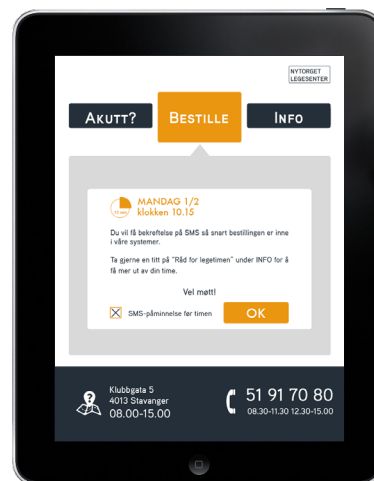 NYTORGET
LEGESENTER
AKUTT?
BESTILLE
INFO
15 min
MANDAG 1/2
klokken 10.15
Du vil få bekreftelse på SMS så snart bestillingen er inne
i våre systemer.
Ta gjerne en titt på "Råd for legetimen" under INFO for å
få mer ut av din time.
Vel møtt!
SMS-påminnelse før timen
OK
Klubbgata 5
4013 Stavanger
08.00-15.00
51 91 70 80
08.30-11.30 12.30-15.00